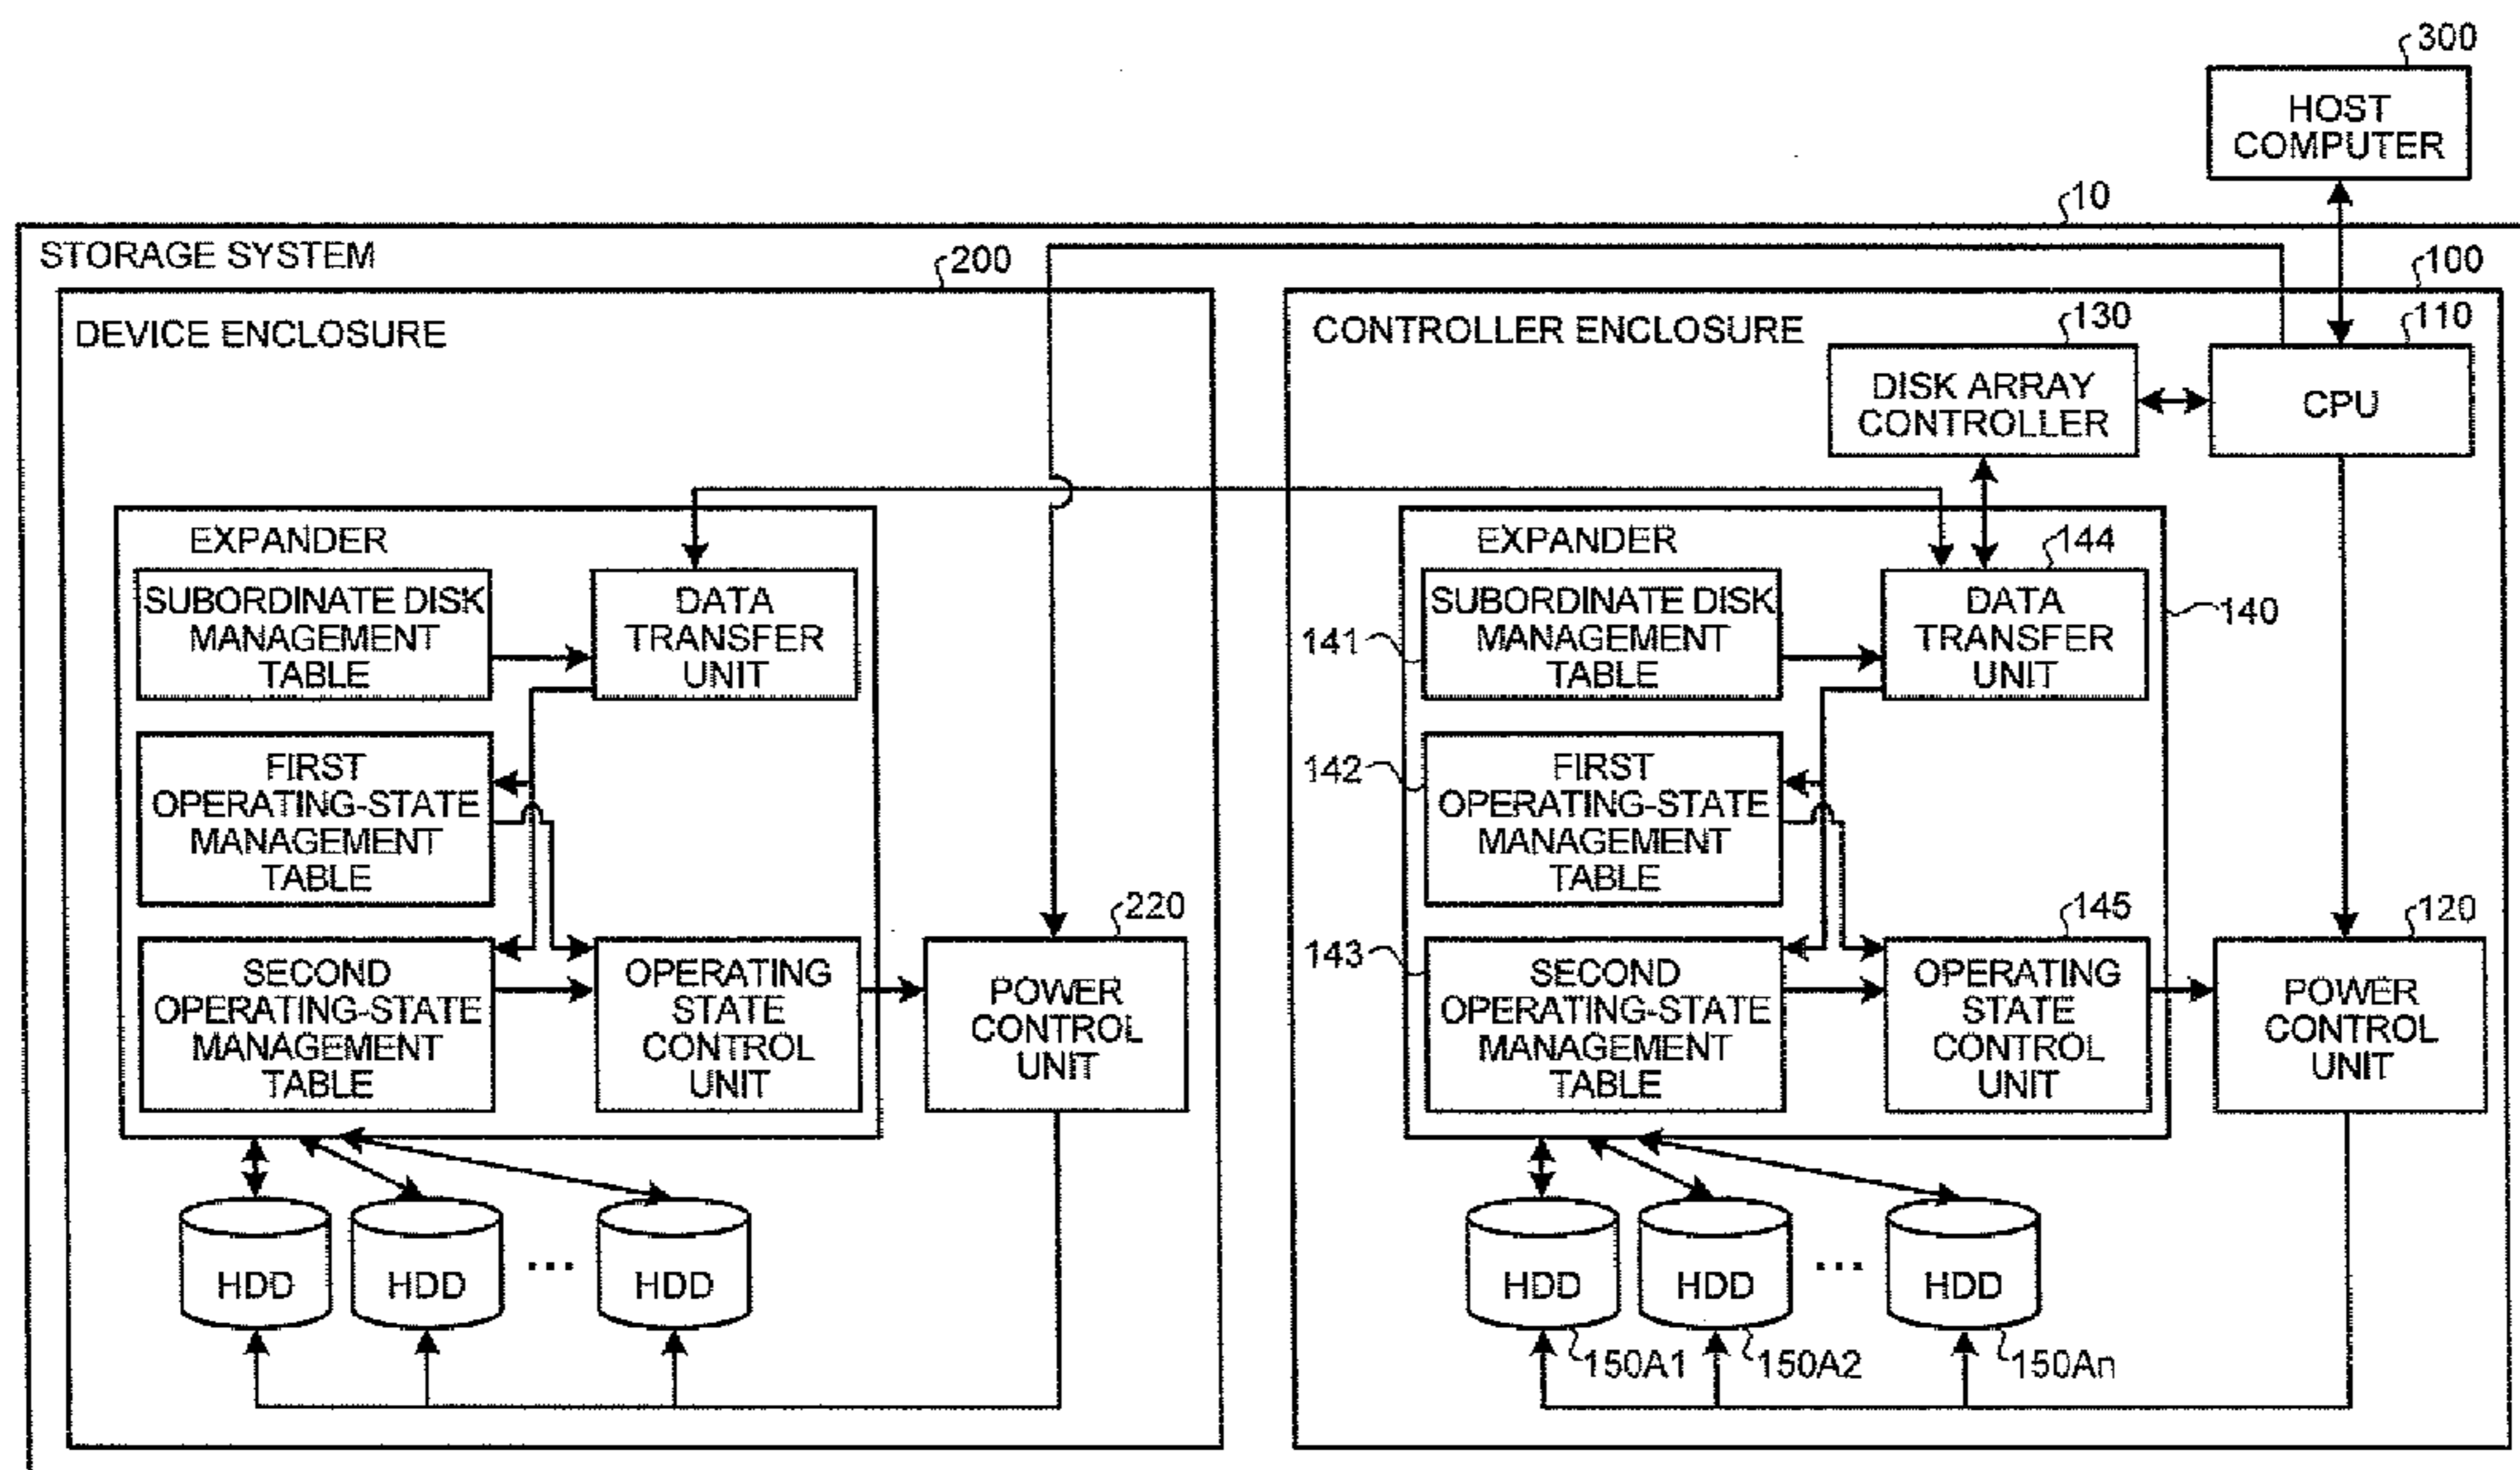 300
HOST
COMPUTER
10
STORAGE SYSTEM
200
DEVICE ENCLOSURE
EXPANDER
SUBORDINATE DISK
MANAGEMENT
TABLE
DATA
TRANSFER
UNIT
FIRST
OPERATING-STATE
MANAGEMENT
TABLE
SECOND
OPERATING-STATE
MANAGEMENT
TABLE
OPERATING
STATE
CONTROL
UNIT
220
POWER
CONTROL
UNIT
HDD
HDD
...
HDD
100
CONTROLLER ENCLOSURE
130
DISK ARRAY
CONTROLLER
110
CPU
EXPANDER
140
141
SUBORDINATE DISK
MANAGEMENT
TABLE
144
DATA
TRANSFER
UNIT
142
FIRST
OPERATING-STATE
MANAGEMENT
TABLE
143
SECOND
OPERATING-STATE
MANAGEMENT
TABLE
145
OPERATING
STATE
CONTROL
UNIT
120
POWER
CONTROL
UNIT
HDD
HDD
...
HDD
150A1
150A2
150An